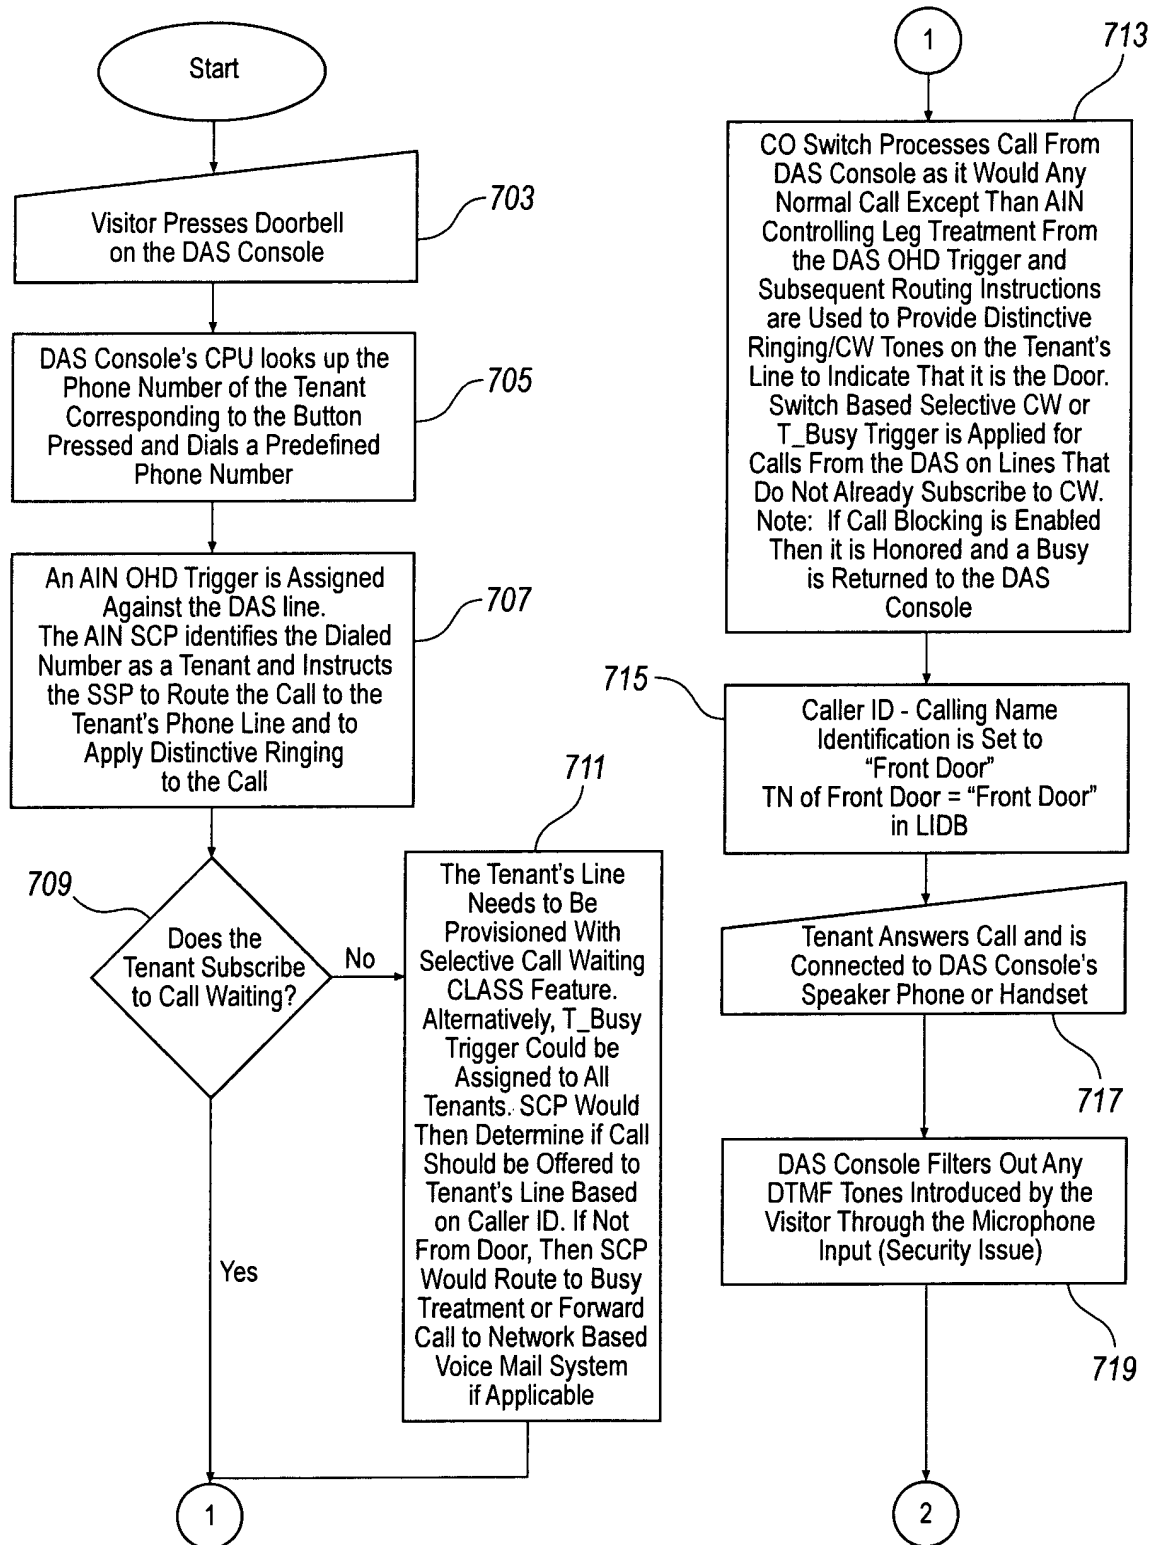 Start
Visitor Presses Doorbell
on the DAS Console
703
DAS Console's CPU looks up the
Phone Number of the Tenant
Corresponding to the Button
Pressed and Dials a Predefined
Phone Number
705
An AIN OHD Trigger is Assigned
Against the DAS line.
The AIN SCP identifies the Dialed
Number as a Tenant and Instructs
the SSP to Route the Call to the
Tenant's Phone Line and to
Apply Distinctive Ringing
to the Call
707
709
Does the
Tenant Subscribe
to Call Waiting?
No
Yes
711
The Tenant's Line
Needs to Be
Provisioned With
Selective Call Waiting
CLASS Feature.
Alternatively, T_Busy
Trigger Could be
Assigned to All
Tenants. SCP Would
Then Determine if Call
Should be Offered to
Tenant's Line Based
on Caller ID. If Not
From Door, Then SCP
Would Route to Busy
Treatment or Forward
Call to Network Based
Voice Mail System
if Applicable
1
1
713
CO Switch Processes Call From
DAS Console as it Would Any
Normal Call Except Than AIN
Controlling Leg Treatment From
the DAS OHD Trigger and
Subsequent Routing Instructions
are Used to Provide Distinctive
Ringing/CW Tones on the Tenant's
Line to Indicate That it is the Door.
Switch Based Selective CW or
T_Busy Trigger is Applied for
Calls From the DAS on Lines That
Do Not Already Subscribe to CW.
Note: If Call Blocking is Enabled
Then it is Honored and a Busy
is Returned to the DAS
Console
715
Caller ID - Calling Name
Identification is Set to
"Front Door"
TN of Front Door = "Front Door"
in LIDB
Tenant Answers Call and is
Connected to DAS Console's
Speaker Phone or Handset
717
DAS Console Filters Out Any
DTMF Tones Introduced by the
Visitor Through the Microphone
Input (Security Issue)
719
2